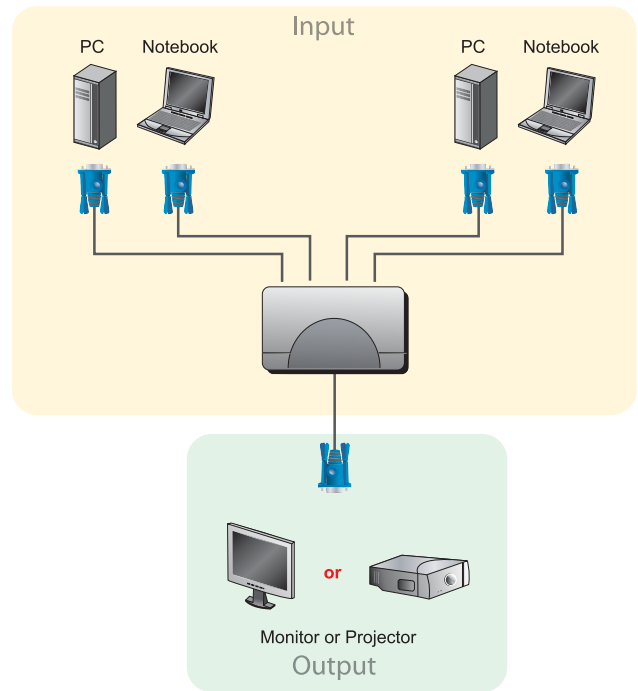 Input
PC
Notebook
PC
Notebook
or
Monitor or Projector
Output